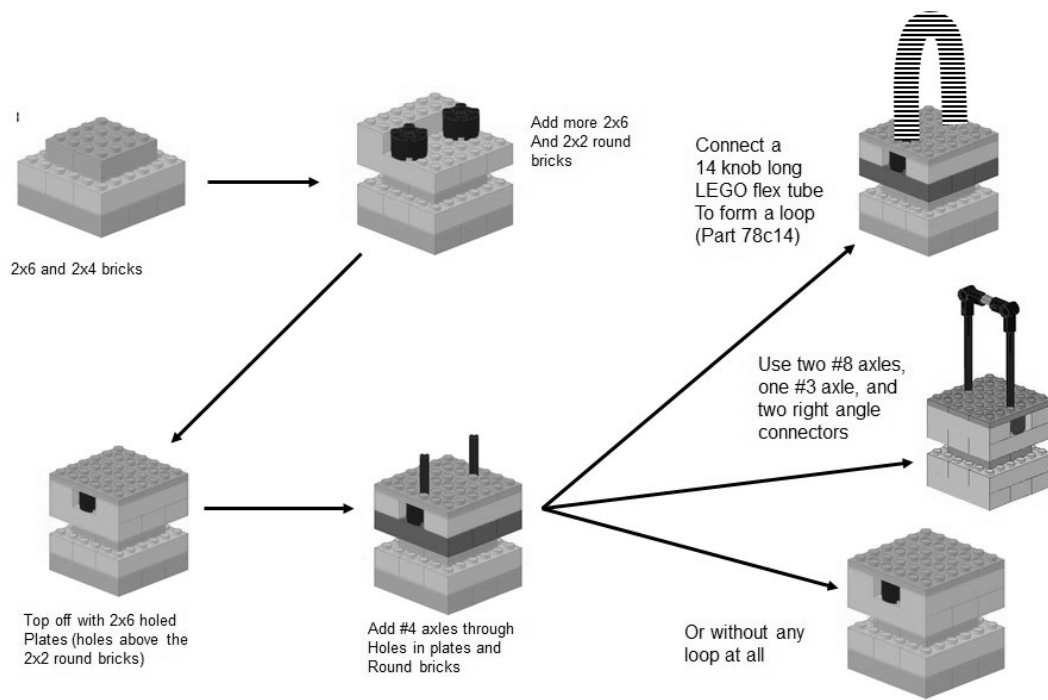 2x6 and 2x4 bricks
Add more 2x6
And 2x2 round
bricks
Connect a
14 knob long
LEGO flex tube
To form a loop
(Part 78c14)
Use two #8 axles,
one #3 axle, and
two right angle
connectors
Top off with 2x6 holed
Plates (holes above the
2x2 round bricks)
Add #4 axles through
Holes in plates and
Round bricks
Or without any
loop at all